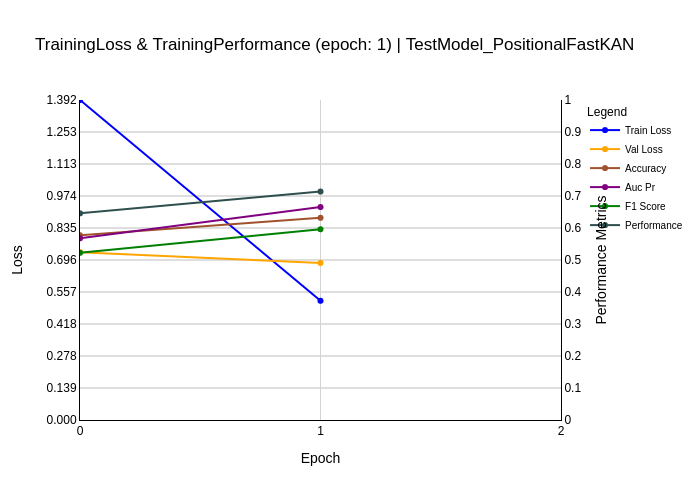 TrainingLoss & TrainingPerformance (epoch: 1) | TestModel_PositionalFastKAN
1.392
1.253
1.113
0.974
0.835
0.696
0.557
0.418
0.278
0.139
0.000
Loss
0
1
2
Epoch
1
0.9
0.8
0.7
0.6
0.5
0.4
0.3
0.2
0.1
0
Performance Metrics
Legend
Train Loss
Val Loss
Accuracy
Auc Pr
F1 Score
Performance